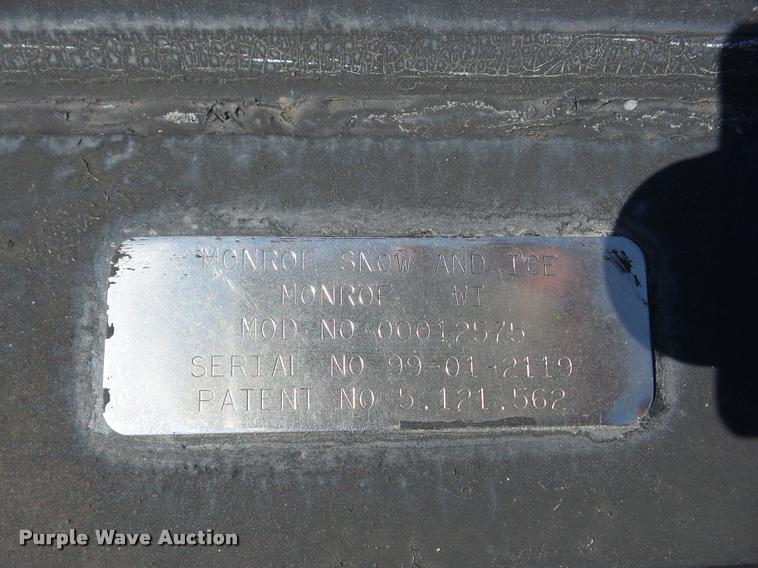 MONROE SNOW AND ICE
MONROE WI
MOD NO 00012575
SERIAL NO 99-01-2119
PATENT NO 5,121,562
Purple Wave Auction